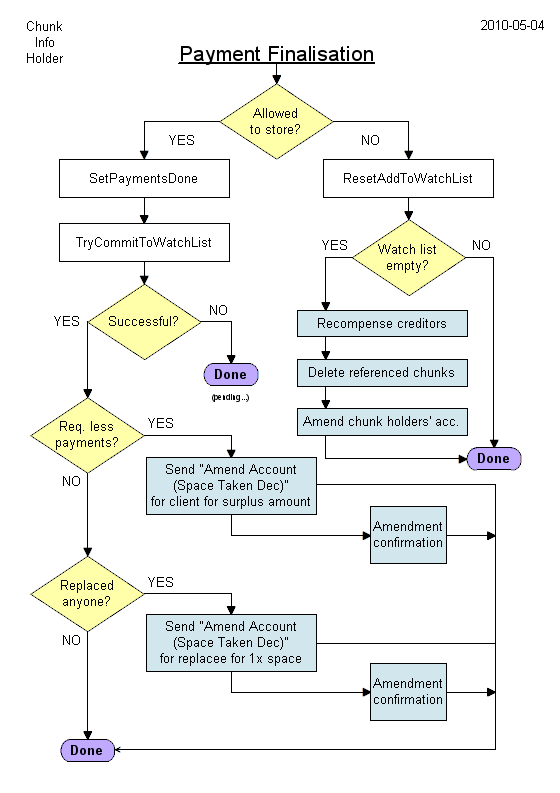 Chunk
Info
Holder
2010-05-04
Payment Finalisation
Allowed
to store?
YES
NO
SetPaymentsDone
ResetAddToWatchList
TryCommitToWatchList
YES
Watch list
empty?
NO
YES
Successful?
NO
Recompense creditors
Done
(pending...)
Delete referenced chunks
Amend chunk holders' acc.
Req. less
payments?
YES
NO
Done
Send "Amend Account
(Space Taken Dec)"
for client for surplus amount
Amendment
confirmation
Replaced
anyone?
YES
NO
Send "Amend Account
(Space Taken Dec)"
for replacee for 1x space
Amendment
confirmation
Done